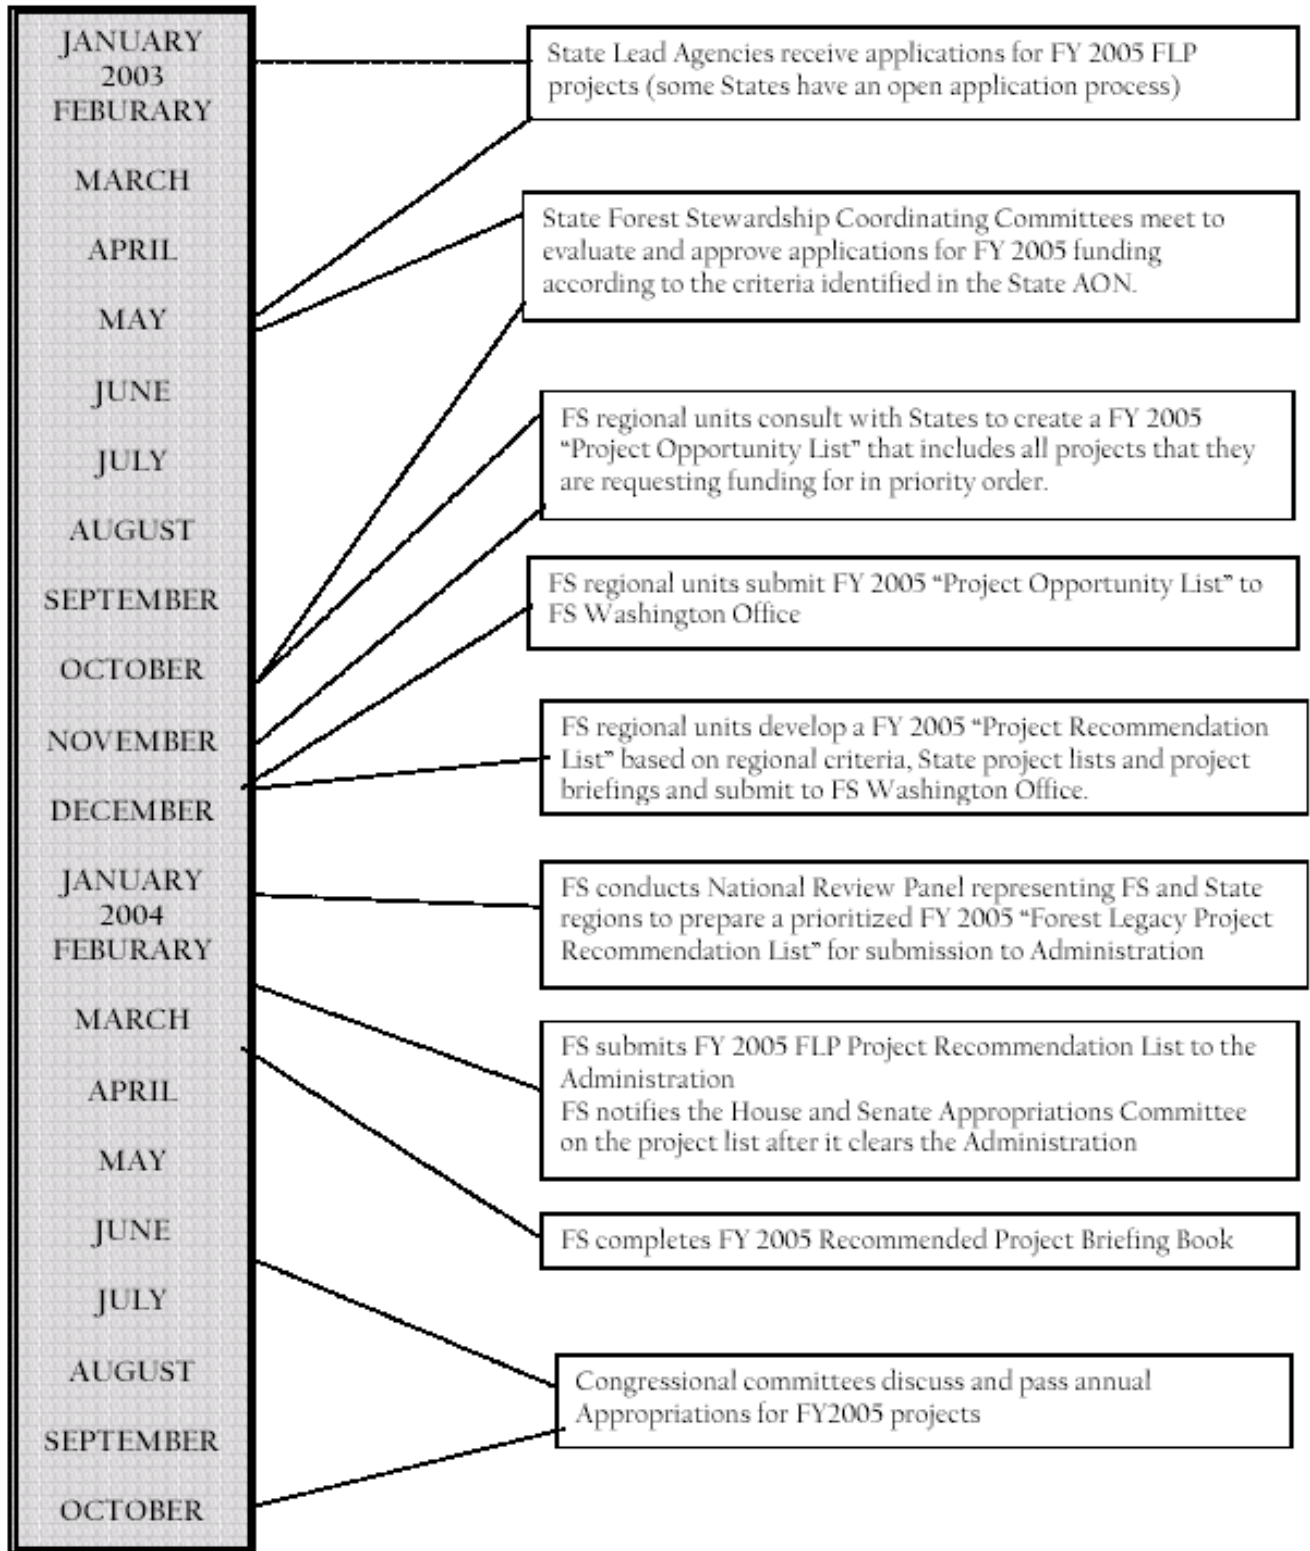 JANUARY
2003
FEBURARY
MARCH
APRIL
MAY
JUNE
JULY
AUGUST
SEPTEMBER
OCTOBER
NOVEMBER
DECEMBER
JANUARY
2004
FEBURARY
MARCH
APRIL
MAY
JUNE
JULY
AUGUST
SEPTEMBER
OCTOBER
State Lead Agencies receive applications for FY 2005 FLP
projects (some States have an open application process)
State Forest Stewardship Coordinating Committees meet to
evaluate and approve applications for FY 2005 funding
according to the criteria identified in the State AON.
FS regional units consult with States to create a FY 2005
“Project Opportunity List” that includes all projects that they
are requesting funding for in priority order.
FS regional units submit FY 2005 “Project Opportunity List” to
FS Washington Office
FS regional units develop a FY 2005 “Project Recommendation
List” based on regional criteria, State project lists and project
briefings and submit to FS Washington Office.
FS conducts National Review Panel representing FS and State
regions to prepare a prioritized FY 2005 “Forest Legacy Project
Recommendation List” for submission to Administration
FS submits FY 2005 FLP Project Recommendation List to the
Administration
FS notifies the House and Senate Appropriations Committee
on the project list after it clears the Administration
FS completes FY 2005 Recommended Project Briefing Book
Congressional committees discuss and pass annual
Appropriations for FY2005 projects